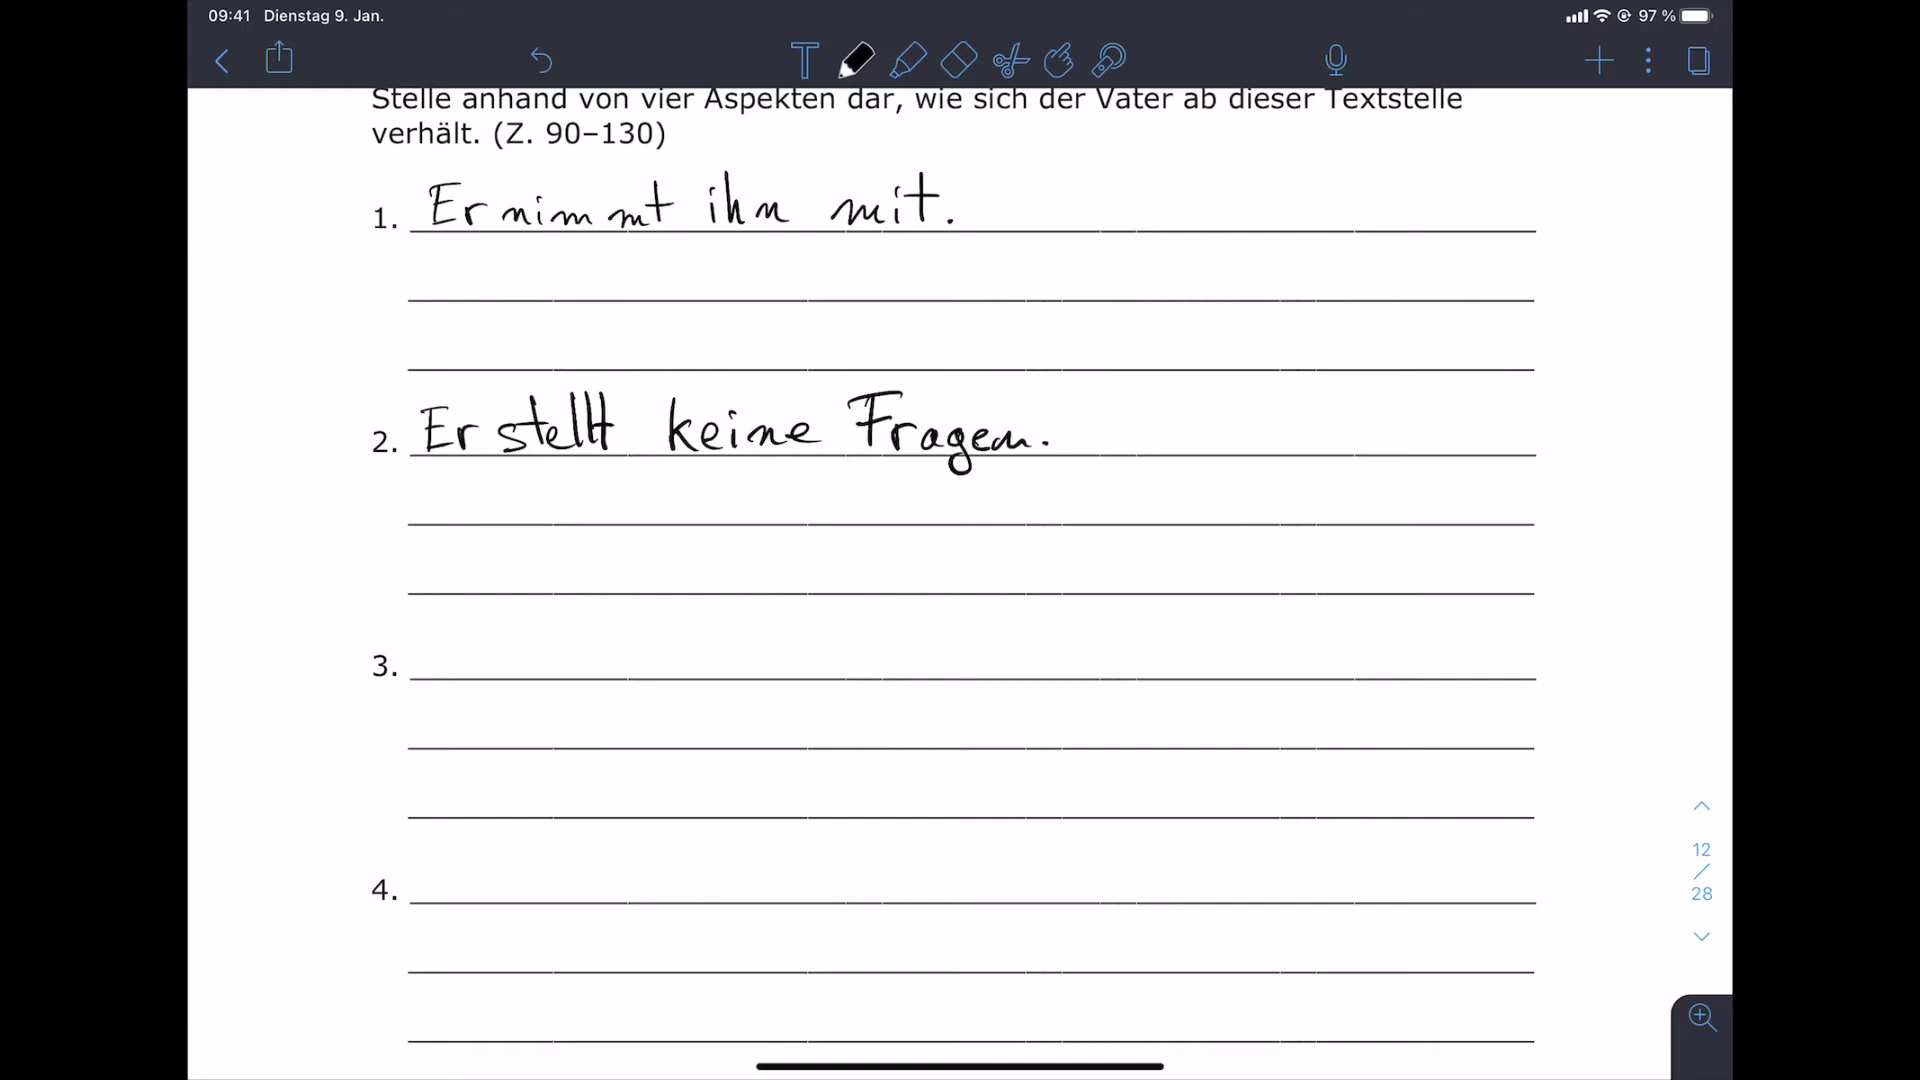 09:41 Dienstag 9. Jan. 97 %
Stelle anhand von vier Aspekten dar, wie sich der Vater ab dieser Textstelle
verhält. (Z. 90–130)
1. Er nimmt ihn mit.
2. Er stellt keine Fragen.
3.
4.
12
/
28